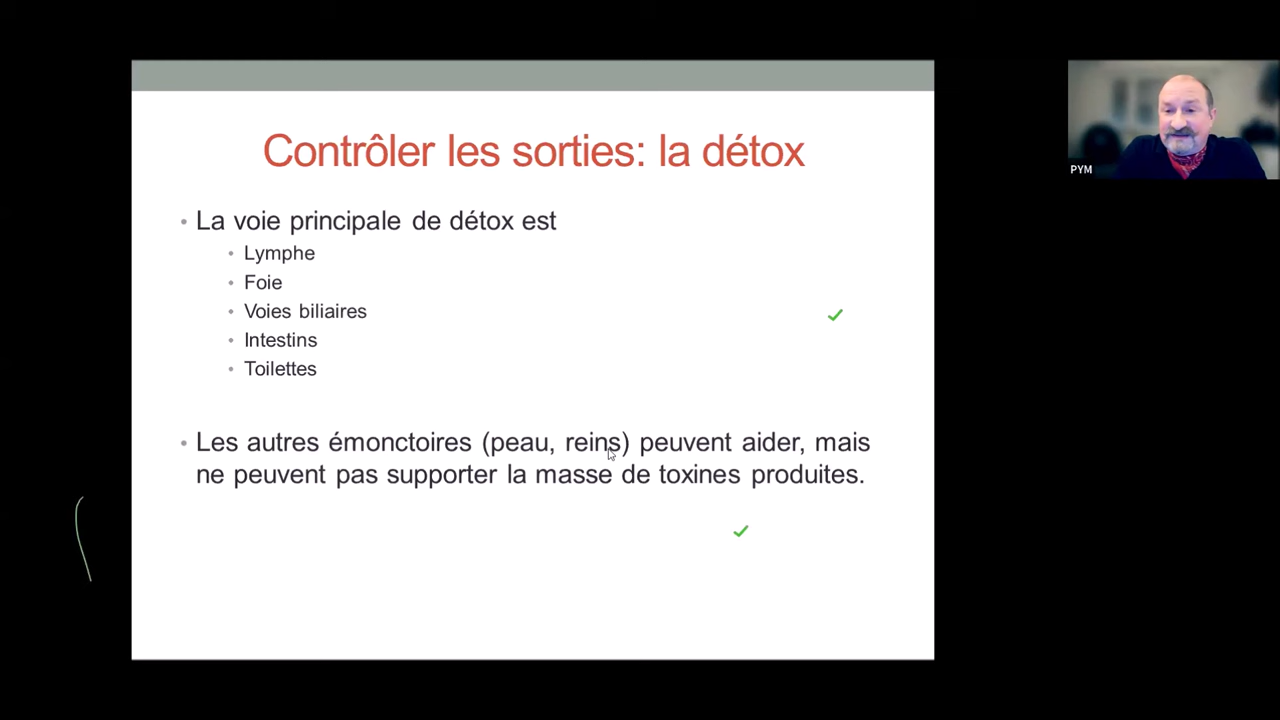 Contrôler les sorties: la détox
PYM
• La voie principale de détox est
• Lymphe
• Foie
• Voies biliaires
• Intestins
• Toilettes
• Les autres émonctoires (peau, reins) peuvent aider, mais
ne peuvent pas supporter la masse de toxines produites.